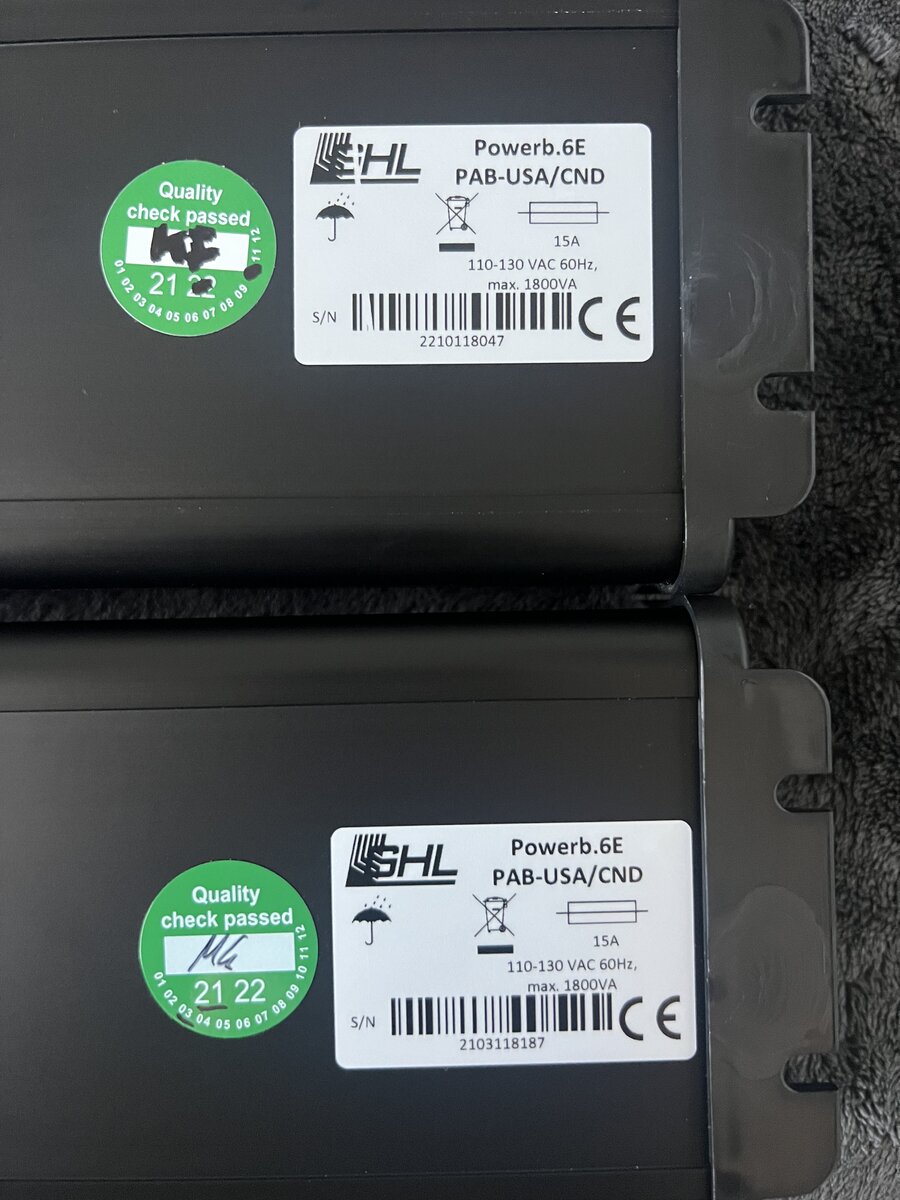 Quality
check passed
KE
21 22
01 02 03 04 05 06 07 08 09 11 12
GHL
Powerb.6E
PAB-USA/CND
15A
110-130 VAC 60Hz,
max. 1800VA
S/N
2210118047
CE
Quality
check passed
21 22
01 02 03 04 05 06 07 08 09 10 11 12
GHL
Powerb.6E
PAB-USA/CND
15A
110-130 VAC 60Hz,
max. 1800VA
S/N
2103118187
CE